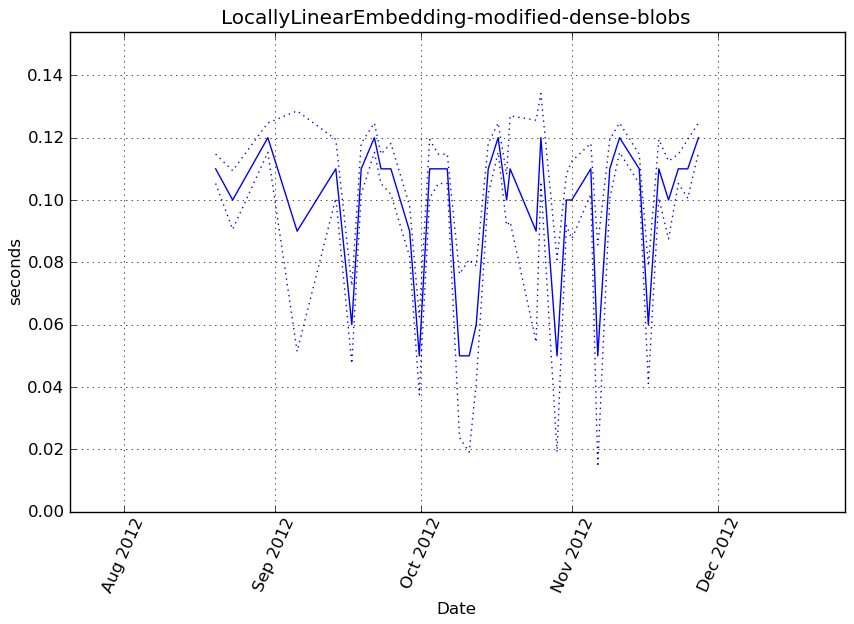 LocallyLinearEmbedding-modified-dense-blobs
0.14
0.12
0.10
0.08
0.06
0.04
0.02
0.00
seconds
Aug 2012
Sep 2012
Oct 2012
Nov 2012
Dec 2012
Date